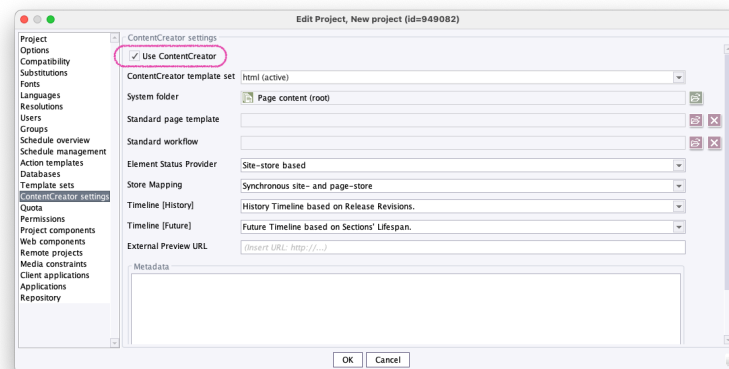 Edit Project, New project (id=949082)
Project
Options
Compatibility
Substitutions
Fonts
Languages
Resolutions
Users
Groups
Schedule overview
Schedule management
Action templates
Databases
Template sets
ContentCreator settings
Quota
Permissions
Project components
Web components
Remote projects
Media constraints
Client applications
Applications
Repository
ContentCreator settings
Use ContentCreator
ContentCreator template set html (active)
System folder Page content (root)
Standard page template
Standard workflow
Element Status Provider Site-store based
Store Mapping Synchronous site- and page-store
Timeline [History] History Timeline based on Release Revisions.
Timeline [Future] Future Timeline based on Sections' Lifespan.
External Preview URL (Insert URL: http://...)
Metadata
OK Cancel